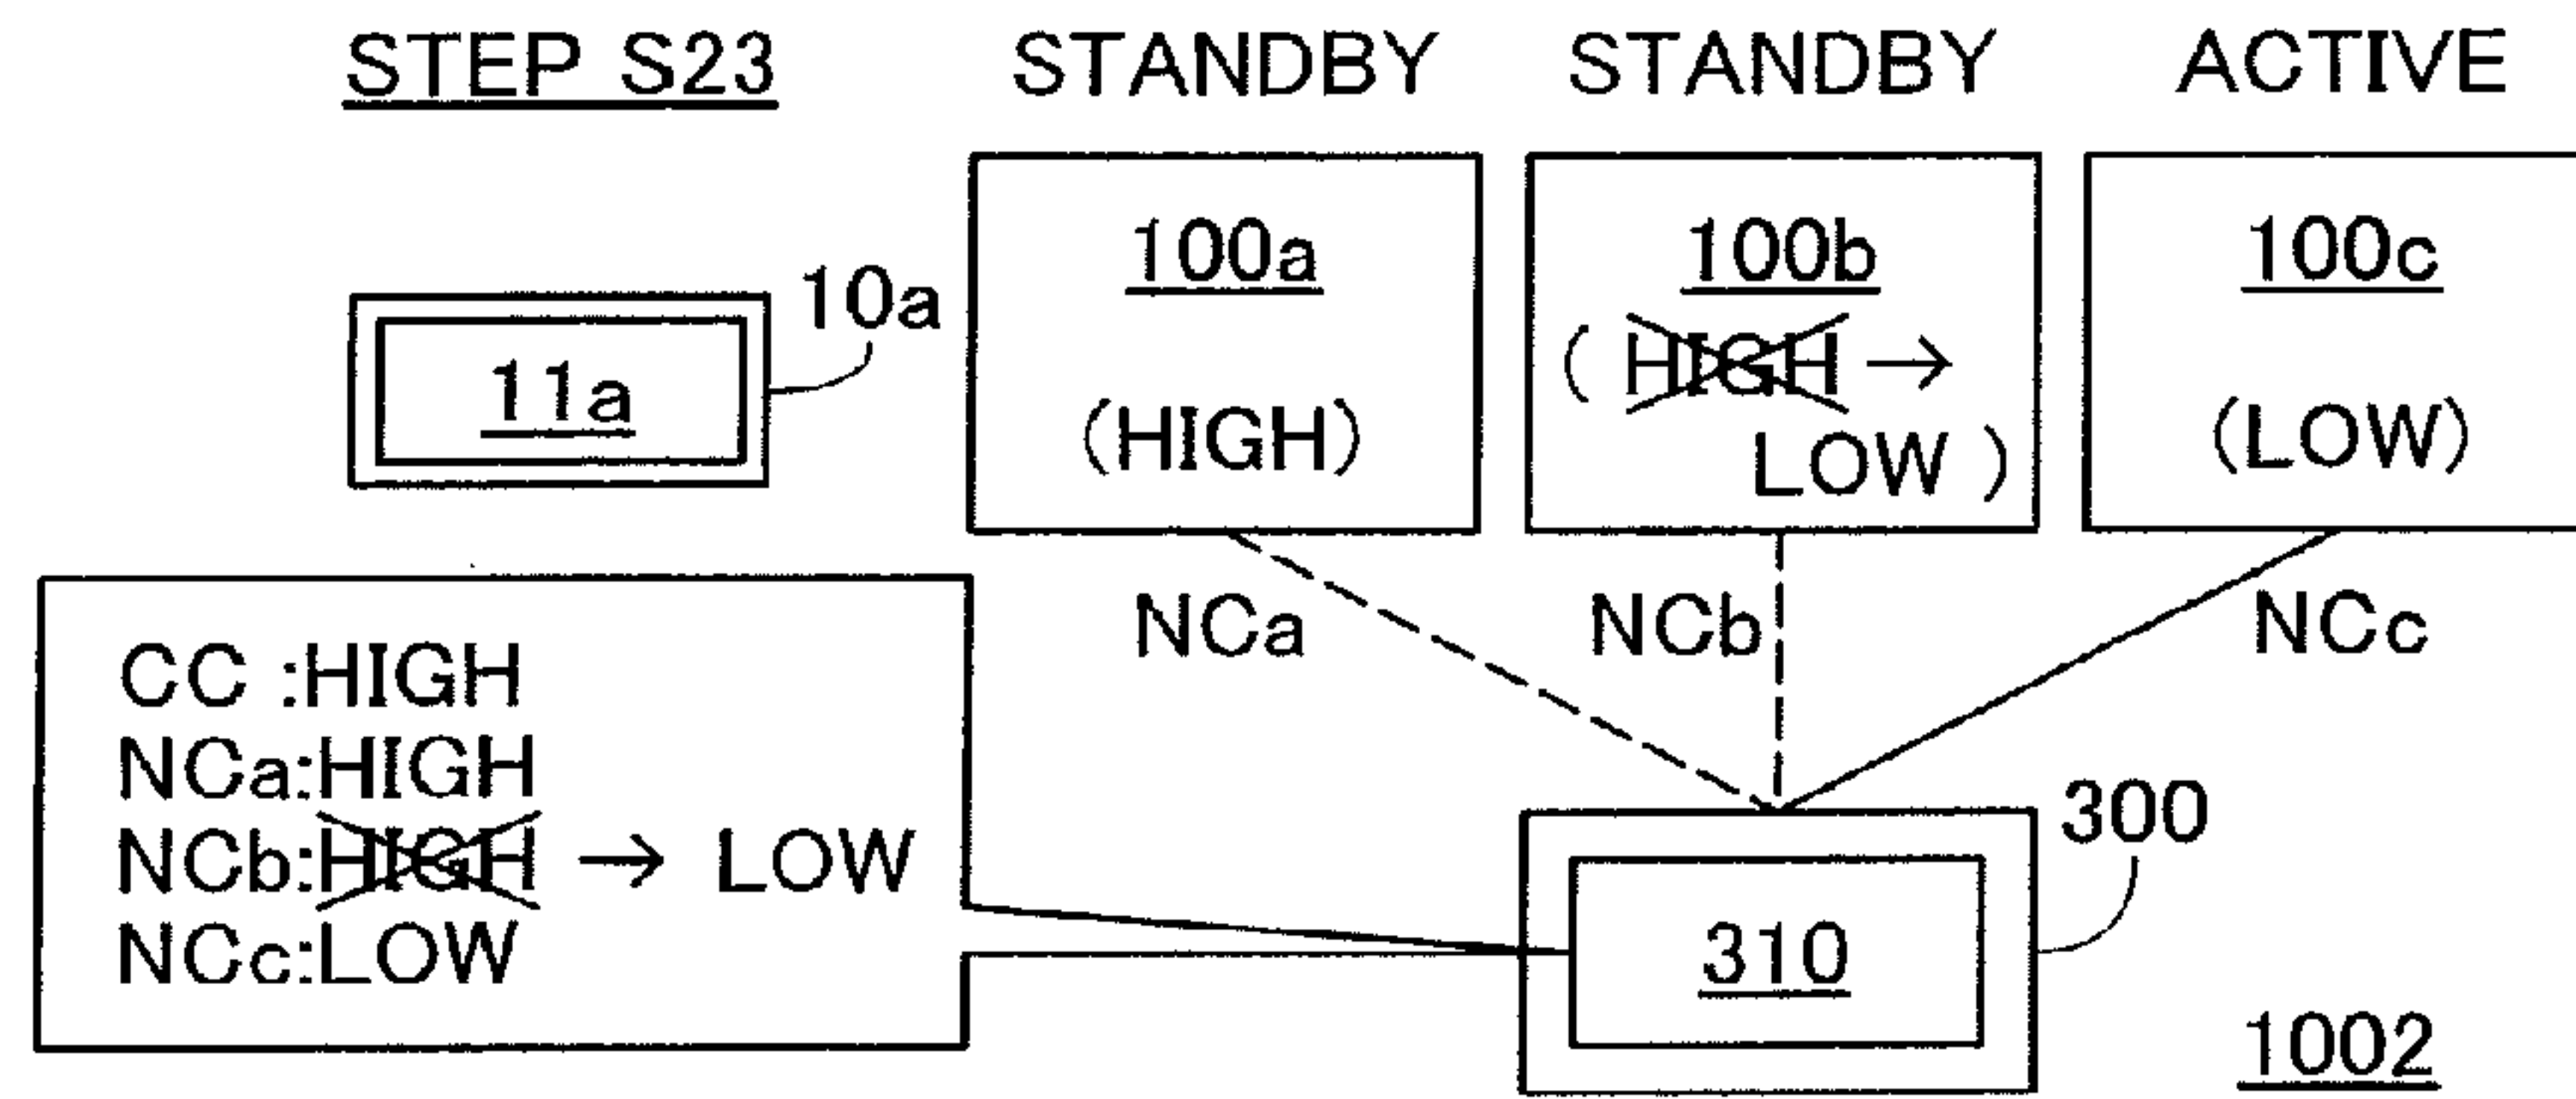 STEP S23 STANDBY STANDBY ACTIVE
100a 100b 100c
10a
11a
(HIGH) ( HIGH → LOW ) (LOW)
NCa NCb NCc
CC :HIGH
NCa:HIGH
NCb:HIGH → LOW
NCc:LOW
300
310
1002